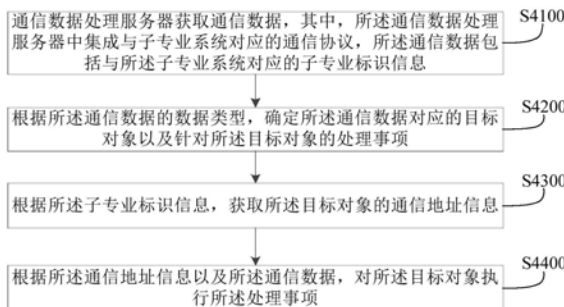 通信数据处理服务器获取通信数据，其中，所述通信数据处理
服务器中集成与子专业系统对应的通信协议，所述通信数据包
括与所述子专业系统对应的子专业标识信息
S4100
根据所述通信数据的数据类型，确定所述通信数据对应的目标
对象以及针对所述目标对象的处理事项
S4200
根据所述子专业标识信息，获取所述目标对象的通信地址信息
S4300
根据所述通信地址信息以及所述通信数据，对所述目标对象执
行所述处理事项
S4400